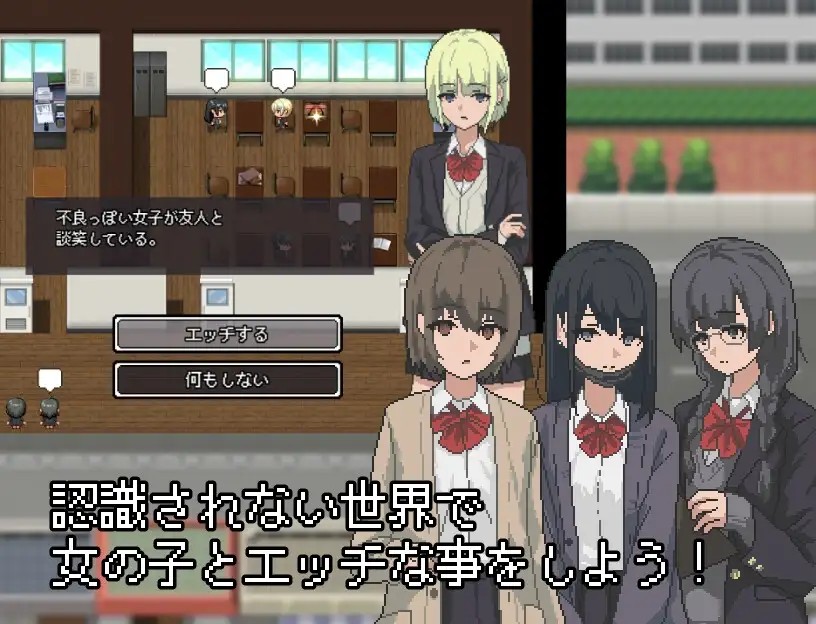 不良っぽい女子が友人と
談笑している。
エッチする
何もしない
認識されない世界で
女の子とエッチな事をしよう！